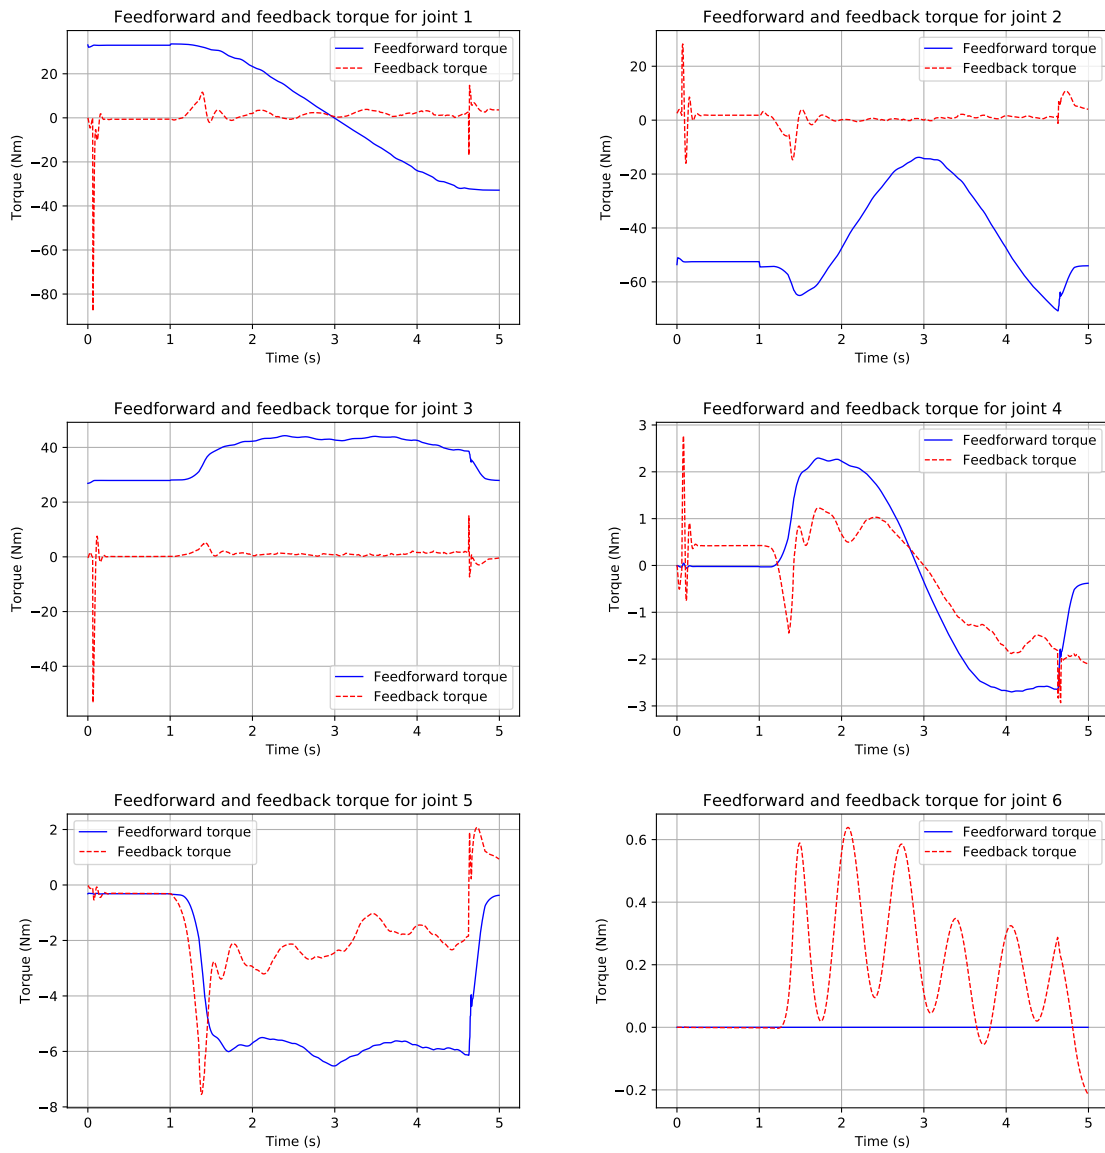 Feedforward and feedback torque for joint 1
Feedforward torque
Feedback torque
20
0
−20
−40
−60
−80
Torque (Nm)
0 1 2 3 4 5
Time (s)
Feedforward and feedback torque for joint 2
Feedforward torque
Feedback torque
20
0
−20
−40
−60
Torque (Nm)
0 1 2 3 4 5
Time (s)
Feedforward and feedback torque for joint 3
40
20
0
−20
−40
Torque (Nm)
Feedforward torque
Feedback torque
0 1 2 3 4 5
Time (s)
Feedforward and feedback torque for joint 4
Feedforward torque
Feedback torque
3
2
1
0
−1
−2
−3
Torque (Nm)
0 1 2 3 4 5
Time (s)
Feedforward and feedback torque for joint 5
Feedforward torque
Feedback torque
2
0
−2
−4
−6
−8
Torque (Nm)
0 1 2 3 4 5
Time (s)
Feedforward and feedback torque for joint 6
Feedforward torque
Feedback torque
0.6
0.4
0.2
0.0
−0.2
Torque (Nm)
0 1 2 3 4 5
Time (s)